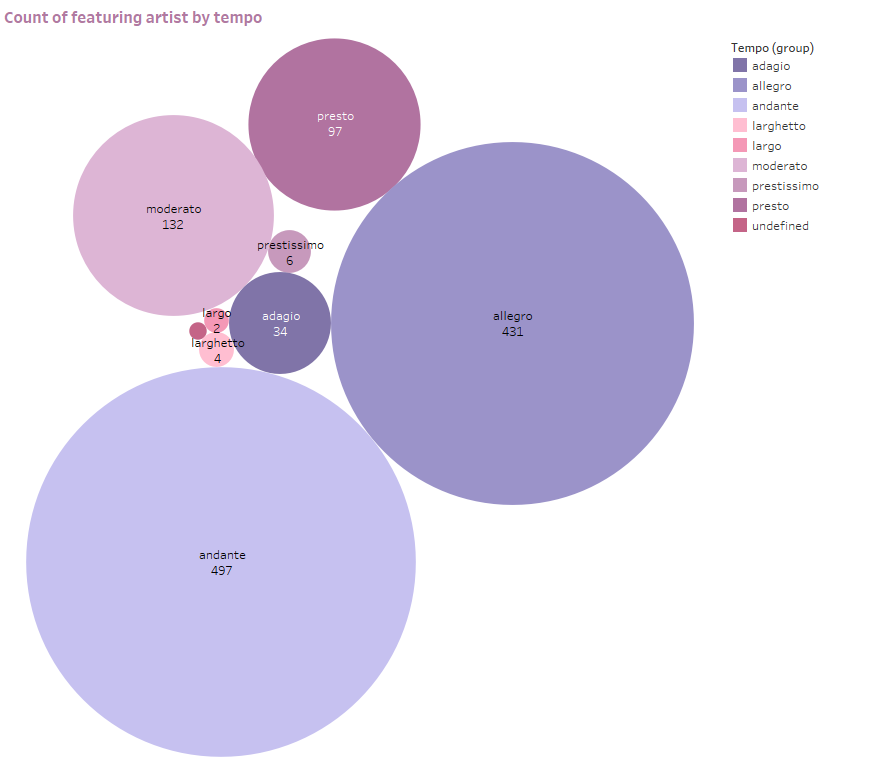 Count of featuring artist by tempo
Tempo (group)
adagio
allegro
andante
larghetto
largo
moderato
prestissimo
presto
undefined
presto
97
moderato
132
prestissimo
6
largo
2
adagio
34
allegro
431
larghetto
4
andante
497